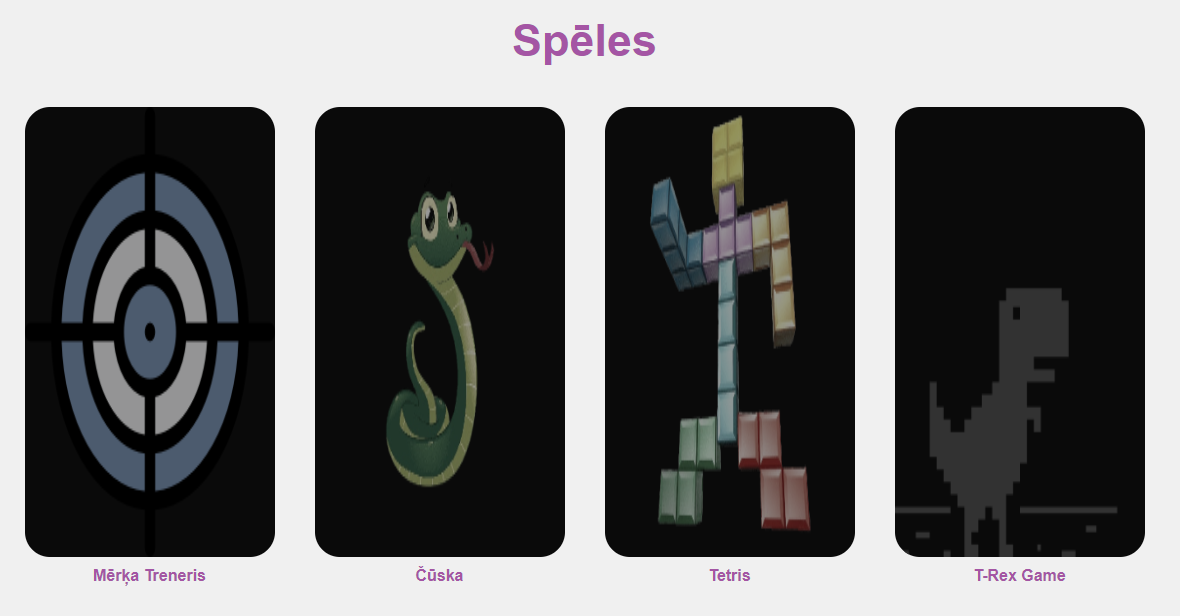 Spēles
Mērķa Treneris
Čūska
Tetris
T-Rex Game